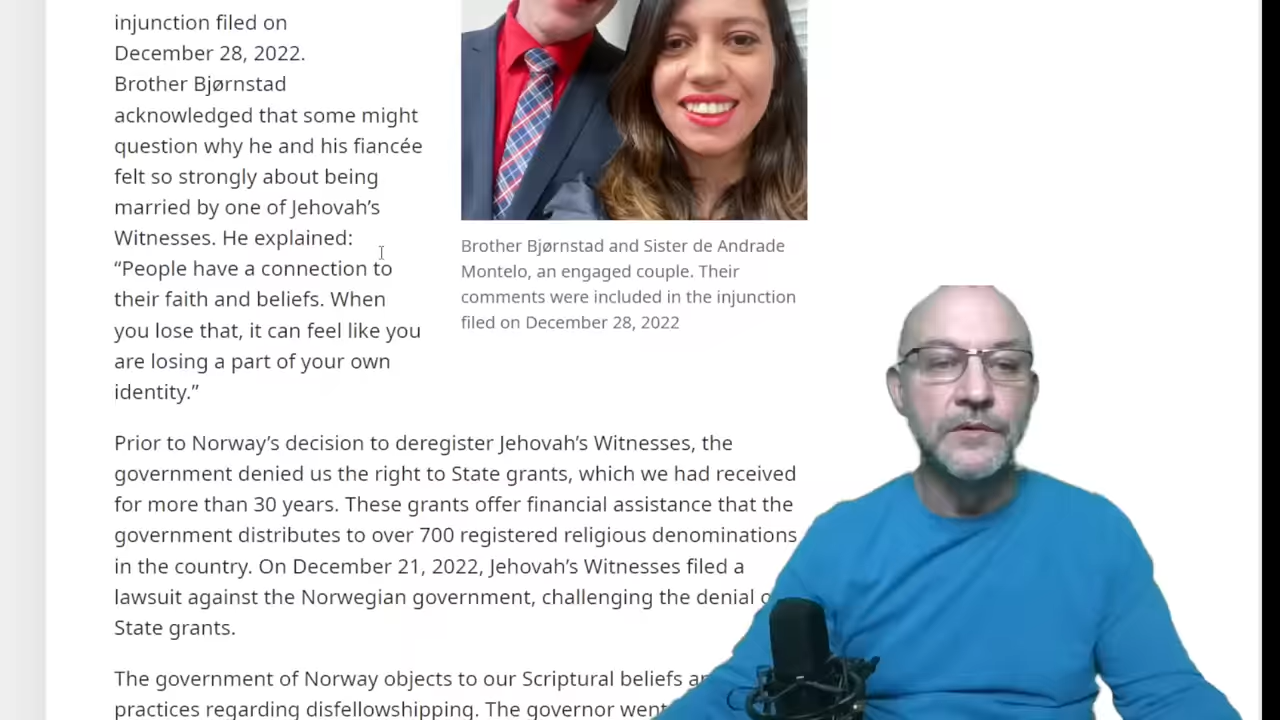 injunction filed on
December 28, 2022.
Brother Bjørnstad
acknowledged that some might
question why he and his fiancée
felt so strongly about being
married by one of Jehovah’s
Witnesses. He explained:
“People have a connection to
their faith and beliefs. When
you lose that, it can feel like you
are losing a part of your own
identity.”
Brother Bjørnstad and Sister de Andrade
Montelo, an engaged couple. Their
comments were included in the injunction
filed on December 28, 2022
Prior to Norway’s decision to deregister Jehovah’s Witnesses, the
government denied us the right to State grants, which we had received
for more than 30 years. These grants offer financial assistance that the
government distributes to over 700 registered religious denominations
in the country. On December 21, 2022, Jehovah’s Witnesses filed a
lawsuit against the Norwegian government, challenging the denial
State grants.
The government of Norway objects to our Scriptural beliefs
practices regarding disfellowshipping. The governor went